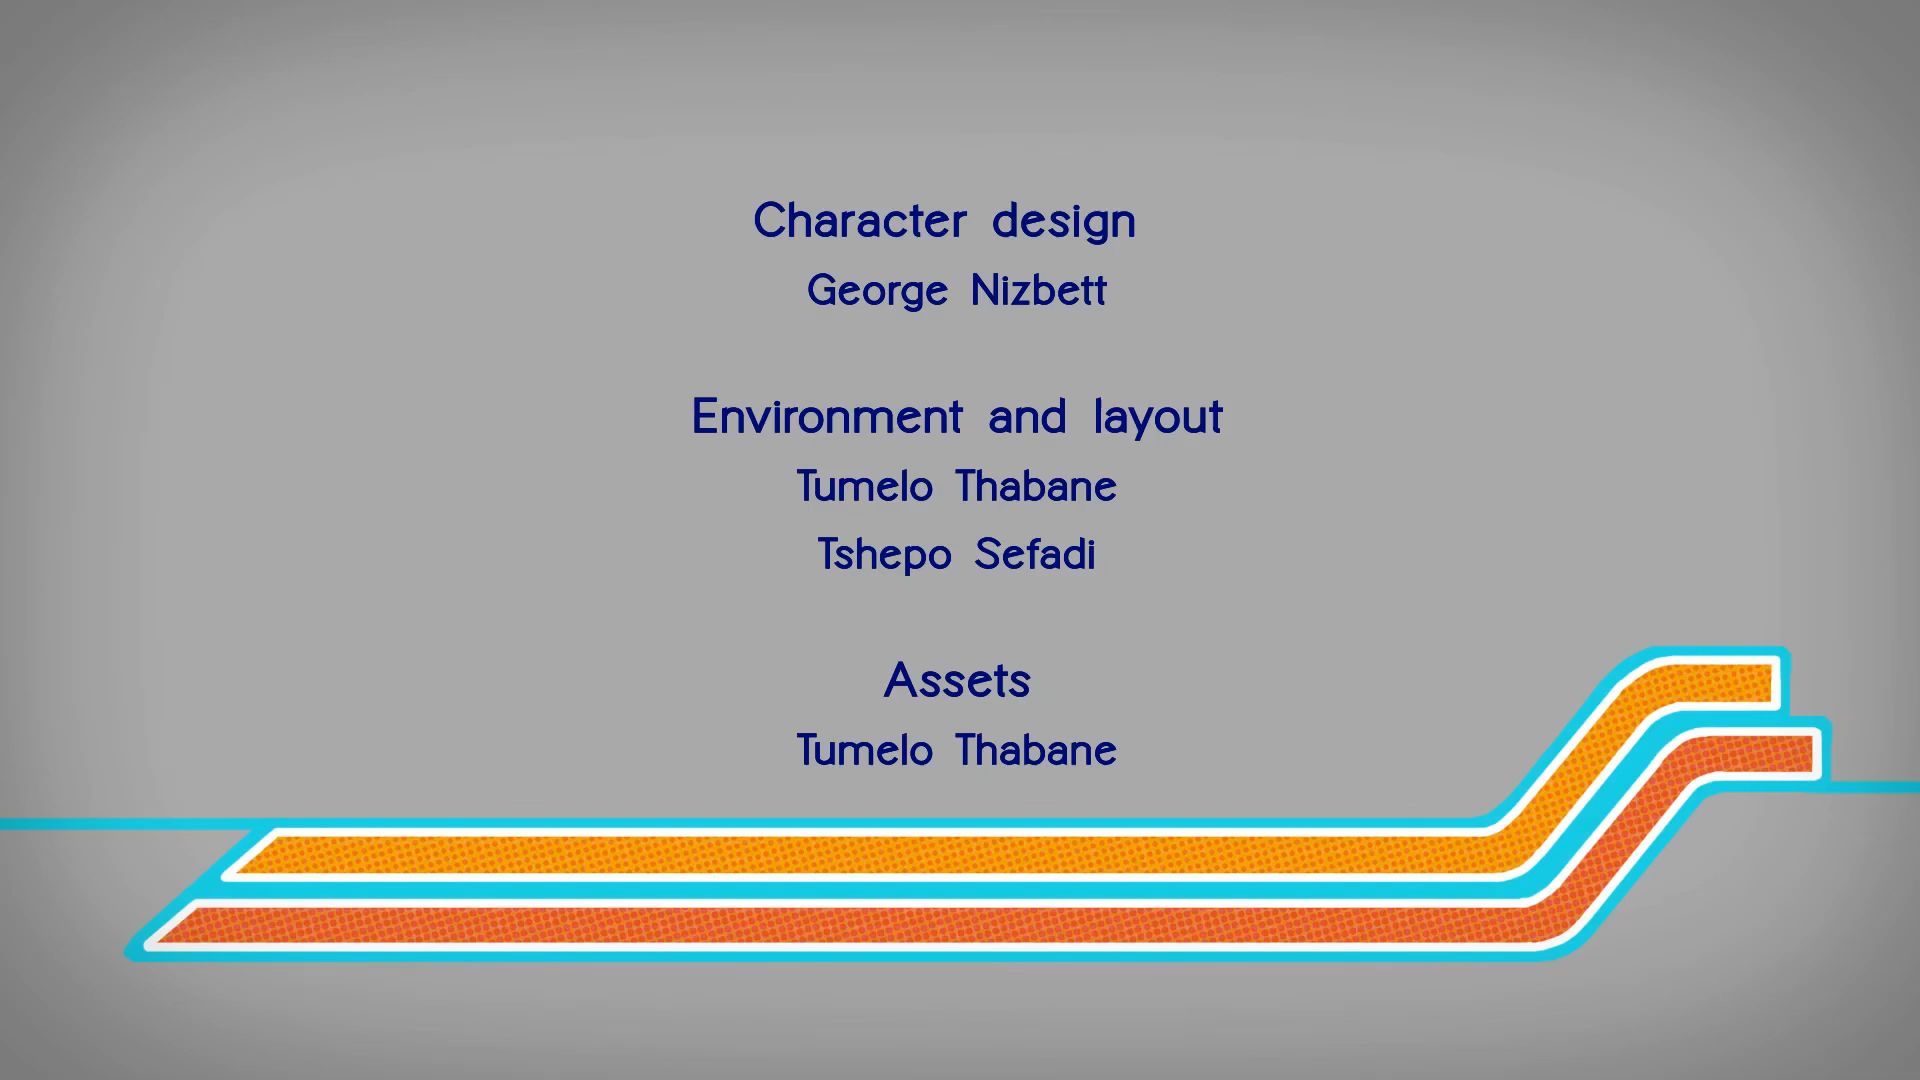 Character design
George Nizbett
Environment and layout
Tumelo Thabane
Tshepo Sefadi
Assets
Tumelo Thabane